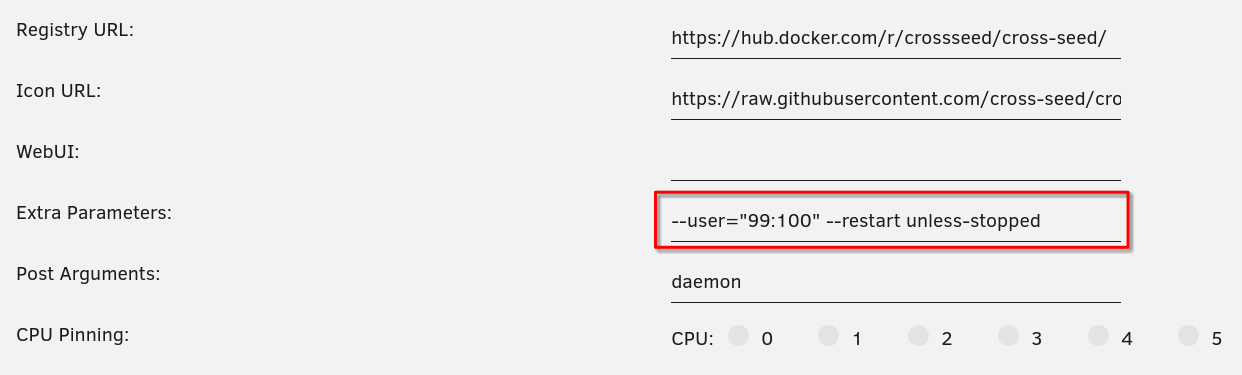 Registry URL: https://hub.docker.com/r/crossseed/cross-seed/
Icon URL: https://raw.githubusercontent.com/cross-seed/cro
WebUI:
Extra Parameters: --user="99:100" --restart unless-stopped
Post Arguments: daemon
CPU Pinning: CPU: 0 1 2 3 4 5